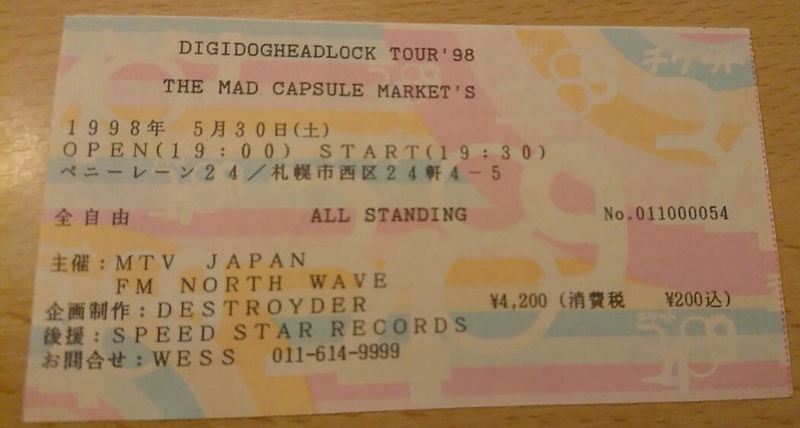 DIGIDOGHEADLOCK TOUR'98
THE MAD CAPSULE MARKET'S
1998年 5月30日(土)
OPEN(19:00) START(19:30)
ペニーレーン24/札幌市西区24軒4-5
全自由 ALL STANDING No.011000054
主催:MTV JAPAN
FM NORTH WAVE
企画制作:DESTROYDER ¥4,200 (消費税 ¥200込)
後援:SPEED STAR RECORDS
お問合せ:WESS 011-614-9999
チケット